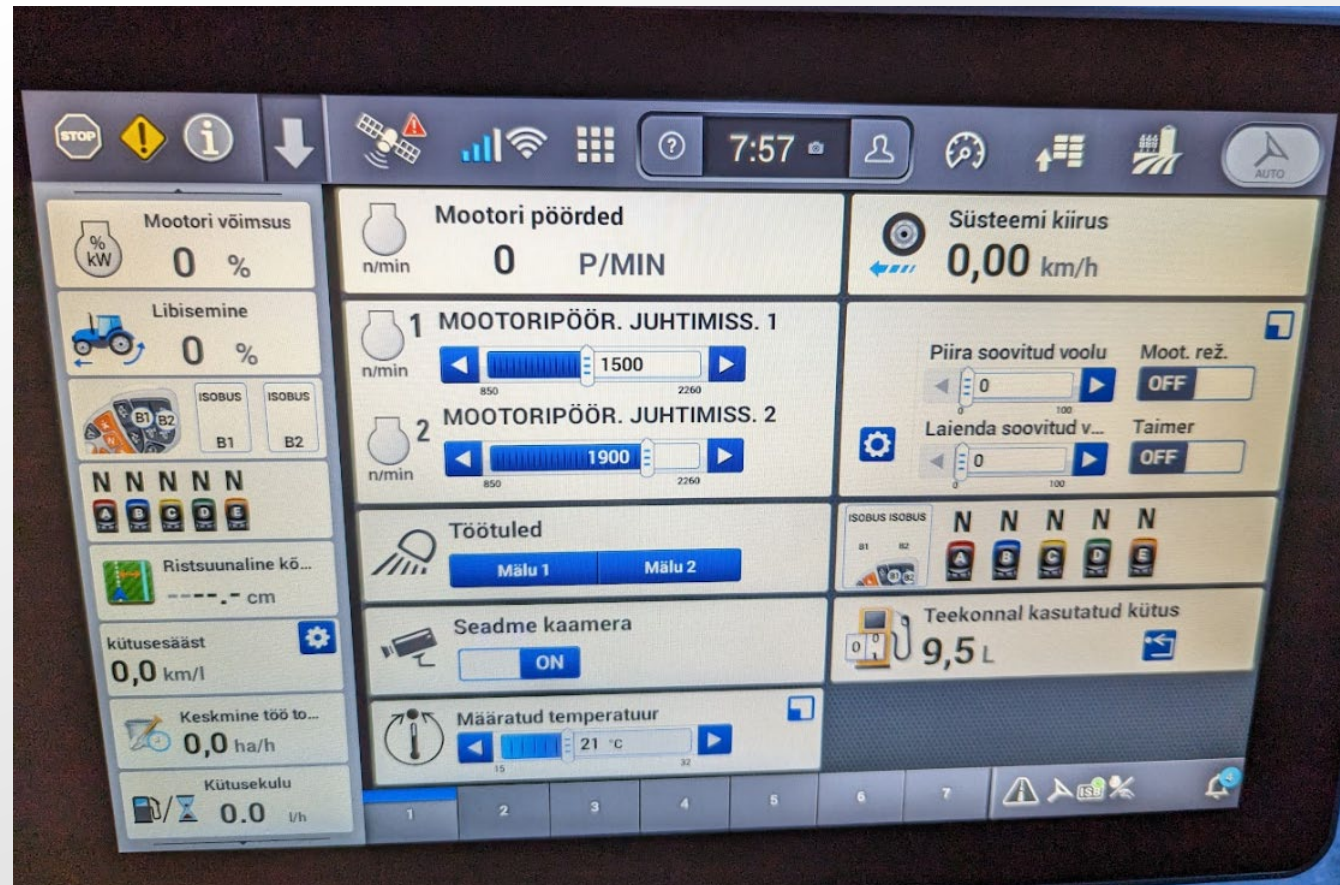 STOP
7:57
AUTO
% kW
Mootori võimsus
0 %
Libisemine
0 %
ISOBUS ISOBUS
B1 B2
B1 B2
N N N N N
A B C D E
Ristsuunaline kõ...
----.- cm
kütusesääst
0,0 km/l
Keskmine töö to...
0,0 ha/h
Kütusekulu
0.0 l/h
Mootori pöörded
n/min 0 P/MIN
1 MOOTORIPÖÖR. JUHTIMISS. 1
n/min 1500
850 2260
2 MOOTORIPÖÖR. JUHTIMISS. 2
n/min 1900
850 2260
Töötuled
Mälu 1 Mälu 2
Seadme kaamera
ON
Määratud temperatuur
21 °C
15 32
Süsteemi kiirus
0,00 km/h
Piira soovitud voolu Moot. rež.
0 OFF
0 100
Laienda soovitud v... Taimer
0 OFF
0 100
ISOBUS ISOBUS N N N N N
B1 B2
A B C D E
B1 B2
Teekonnal kasutatud kütus
9,5 L
1 2 3 4 5 6 7
ISB
4